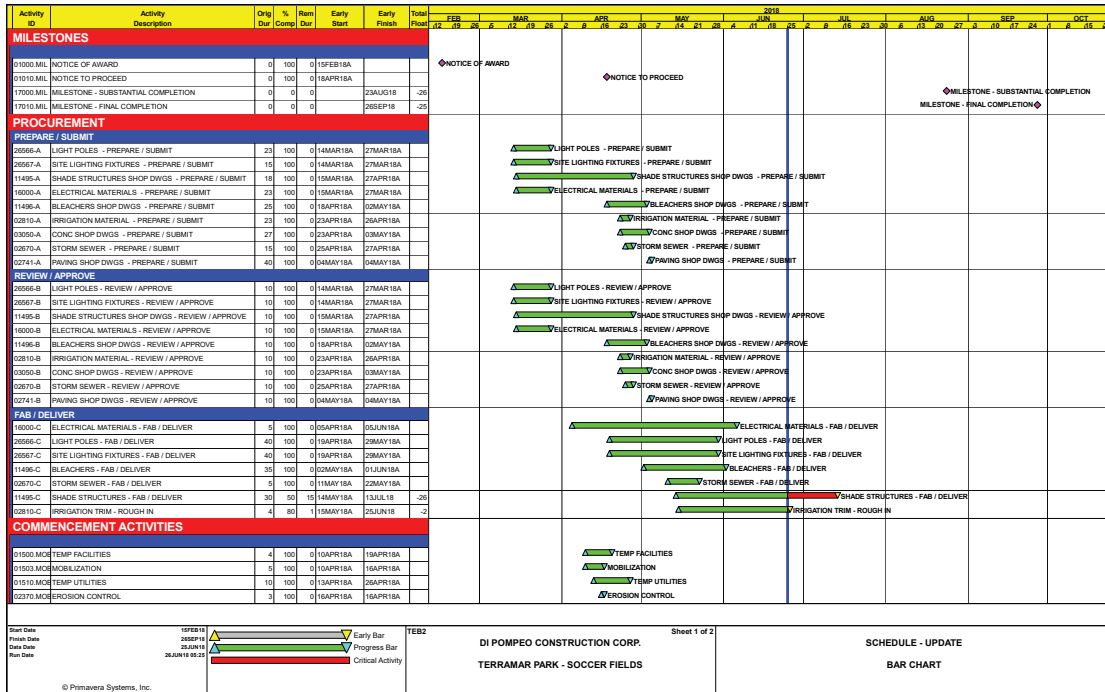 Activity ID Activity Description Orig Dur % Comp Rem Dur Early Start Early Finish Total Float
2018
FEB MAR APR MAY JUN JUL AUG SEP OCT
MILESTONES
01000.MIL NOTICE OF AWARD 0 100 0 15FEB18A NOTICE OF AWARD
01010.MIL NOTICE TO PROCEED 0 100 0 18APR18A NOTICE TO PROCEED
17000.MIL MILESTONE - SUBSTANTIAL COMPLETION 0 0 0 23AUG18 -26 MILESTONE - SUBSTANTIAL COMPLETION
17010.MIL MILESTONE - FINAL COMPLETION 0 0 0 26SEP18 -25 MILESTONE - FINAL COMPLETION
PROCUREMENT
PREPARE / SUBMIT
26566-A LIGHT POLES - PREPARE / SUBMIT 23 100 0 14MAR18A 27MAR18A LIGHT POLES - PREPARE / SUBMIT
26567-A SITE LIGHTING FIXTURES - PREPARE / SUBMIT 15 100 0 14MAR18A 27MAR18A SITE LIGHTING FIXTURES - PREPARE / SUBMIT
11495-A SHADE STRUCTURES SHOP DWGS - PREPARE / SUBMIT 18 100 0 15MAR18A 27APR18A SHADE STRUCTURES SHOP DWGS - PREPARE / SUBMIT
16000-A ELECTRICAL MATERIALS - PREPARE / SUBMIT 23 100 0 15MAR18A 27MAR18A ELECTRICAL MATERIALS - PREPARE / SUBMIT
11496-A BLEACHERS SHOP DWGS - PREPARE / SUBMIT 25 100 0 18APR18A 02MAY18A BLEACHERS SHOP DWGS - PREPARE / SUBMIT
02810-A IRRIGATION MATERIAL - PREPARE / SUBMIT 23 100 0 23APR18A 26APR18A IRRIGATION MATERIAL - PREPARE / SUBMIT
03050-A CONC SHOP DWGS - PREPARE / SUBMIT 27 100 0 23APR18A 03MAY18A CONC SHOP DWGS - PREPARE / SUBMIT
02670-A STORM SEWER - PREPARE / SUBMIT 15 100 0 25APR18A 27APR18A STORM SEWER - PREPARE / SUBMIT
02741-A PAVING SHOP DWGS - PREPARE / SUBMIT 40 100 0 04MAY18A 04MAY18A PAVING SHOP DWGS - PREPARE / SUBMIT
REVIEW / APPROVE
26566-B LIGHT POLES - REVIEW / APPROVE 10 100 0 14MAR18A 27MAR18A LIGHT POLES - REVIEW / APPROVE
26567-B SITE LIGHTING FIXTURES - REVIEW / APPROVE 10 100 0 14MAR18A 27MAR18A SITE LIGHTING FIXTURES - REVIEW / APPROVE
11495-B SHADE STRUCTURES SHOP DWGS - REVIEW / APPROVE 10 100 0 15MAR18A 27APR18A SHADE STRUCTURES SHOP DWGS - REVIEW / APPROVE
16000-B ELECTRICAL MATERIALS - REVIEW / APPROVE 10 100 0 15MAR18A 27MAR18A ELECTRICAL MATERIALS - REVIEW / APPROVE
11496-B BLEACHERS SHOP DWGS - REVIEW / APPROVE 10 100 0 18APR18A 02MAY18A BLEACHERS SHOP DWGS - REVIEW / APPROVE
02810-B IRRIGATION MATERIAL - REVIEW / APPROVE 10 100 0 23APR18A 26APR18A IRRIGATION MATERIAL - REVIEW / APPROVE
03050-B CONC SHOP DWGS - REVIEW / APPROVE 10 100 0 23APR18A 03MAY18A CONC SHOP DWGS - REVIEW / APPROVE
02670-B STORM SEWER - REVIEW / APPROVE 10 100 0 25APR18A 27APR18A STORM SEWER - REVIEW / APPROVE
02741-B PAVING SHOP DWGS - REVIEW / APPROVE 10 100 0 04MAY18A 04MAY18A PAVING SHOP DWGS - REVIEW / APPROVE
FAB / DELIVER
16000-C ELECTRICAL MATERIALS - FAB / DELIVER 5 100 0 05APR18A 05JUN18A ELECTRICAL MATERIALS - FAB / DELIVER
26566-C LIGHT POLES - FAB / DELIVER 40 100 0 19APR18A 29MAY18A LIGHT POLES - FAB / DELIVER
26567-C SITE LIGHTING FIXTURES - FAB / DELIVER 40 100 0 19APR18A 29MAY18A SITE LIGHTING FIXTURES - FAB / DELIVER
11496-C BLEACHERS - FAB / DELIVER 35 100 0 02MAY18A 01JUN18A BLEACHERS - FAB / DELIVER
02670-C STORM SEWER - FAB / DELIVER 5 100 0 11MAY18A 22MAY18A STORM SEWER - FAB / DELIVER
11495-C SHADE STRUCTURES - FAB / DELIVER 30 50 15 14MAY18A 13JUL18 -26 SHADE STRUCTURES - FAB / DELIVER
02810-C IRRIGATION TRIM - ROUGH IN 4 80 1 15MAY18A 25JUN18 -2 IRRIGATION TRIM - ROUGH IN
COMMENCEMENT ACTIVITIES
01500.MOB TEMP FACILITIES 4 100 0 10APR18A 19APR18A TEMP FACILITIES
01503.MOB MOBILIZATION 5 100 0 10APR18A 16APR18A MOBILIZATION
01510.MOB TEMP UTILITIES 10 100 0 13APR18A 26APR18A TEMP UTILITIES
02370.MOB EROSION CONTROL 3 100 0 16APR18A 16APR18A EROSION CONTROL
Start Date 15FEB18
Finish Date 26SEP18
Data Date 25JUN18
Run Date 26JUN18 05:25
© Primavera Systems, Inc.
Early Bar
Progress Bar
Critical Activity
TEB2
Sheet 1 of 2
DI POMPEO CONSTRUCTION CORP.
TERRAMAR PARK - SOCCER FIELDS
SCHEDULE - UPDATE
BAR CHART